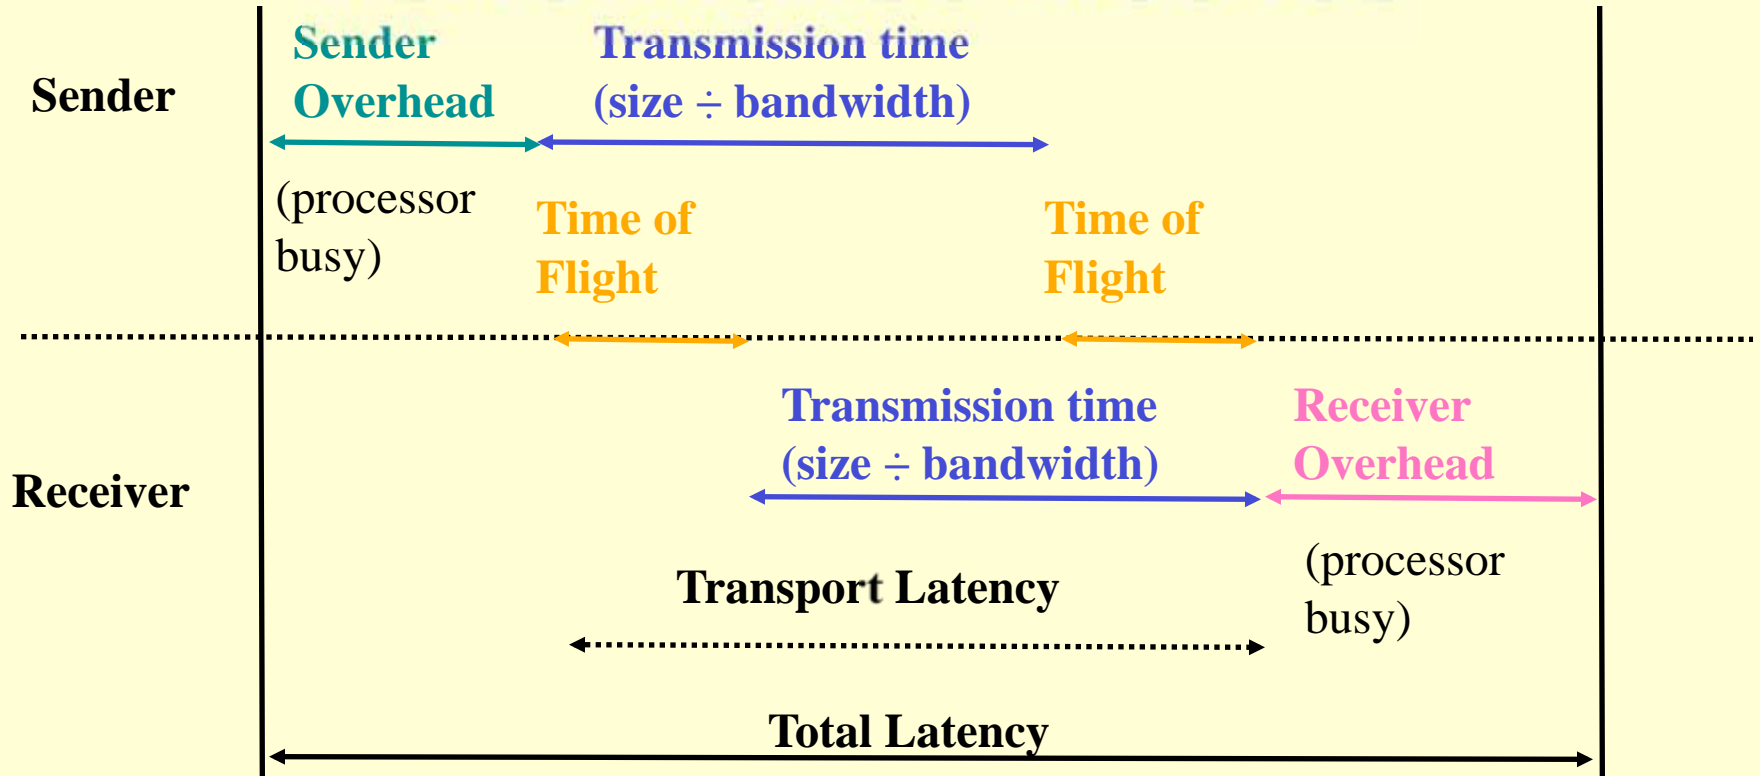 Sender
Sender
Overhead
Transmission time
(size ÷ bandwidth)
(processor
busy)
Time of
Flight
Time of
Flight
Receiver
Transmission time
(size ÷ bandwidth)
Receiver
Overhead
(processor
busy)
Transport Latency
Total Latency